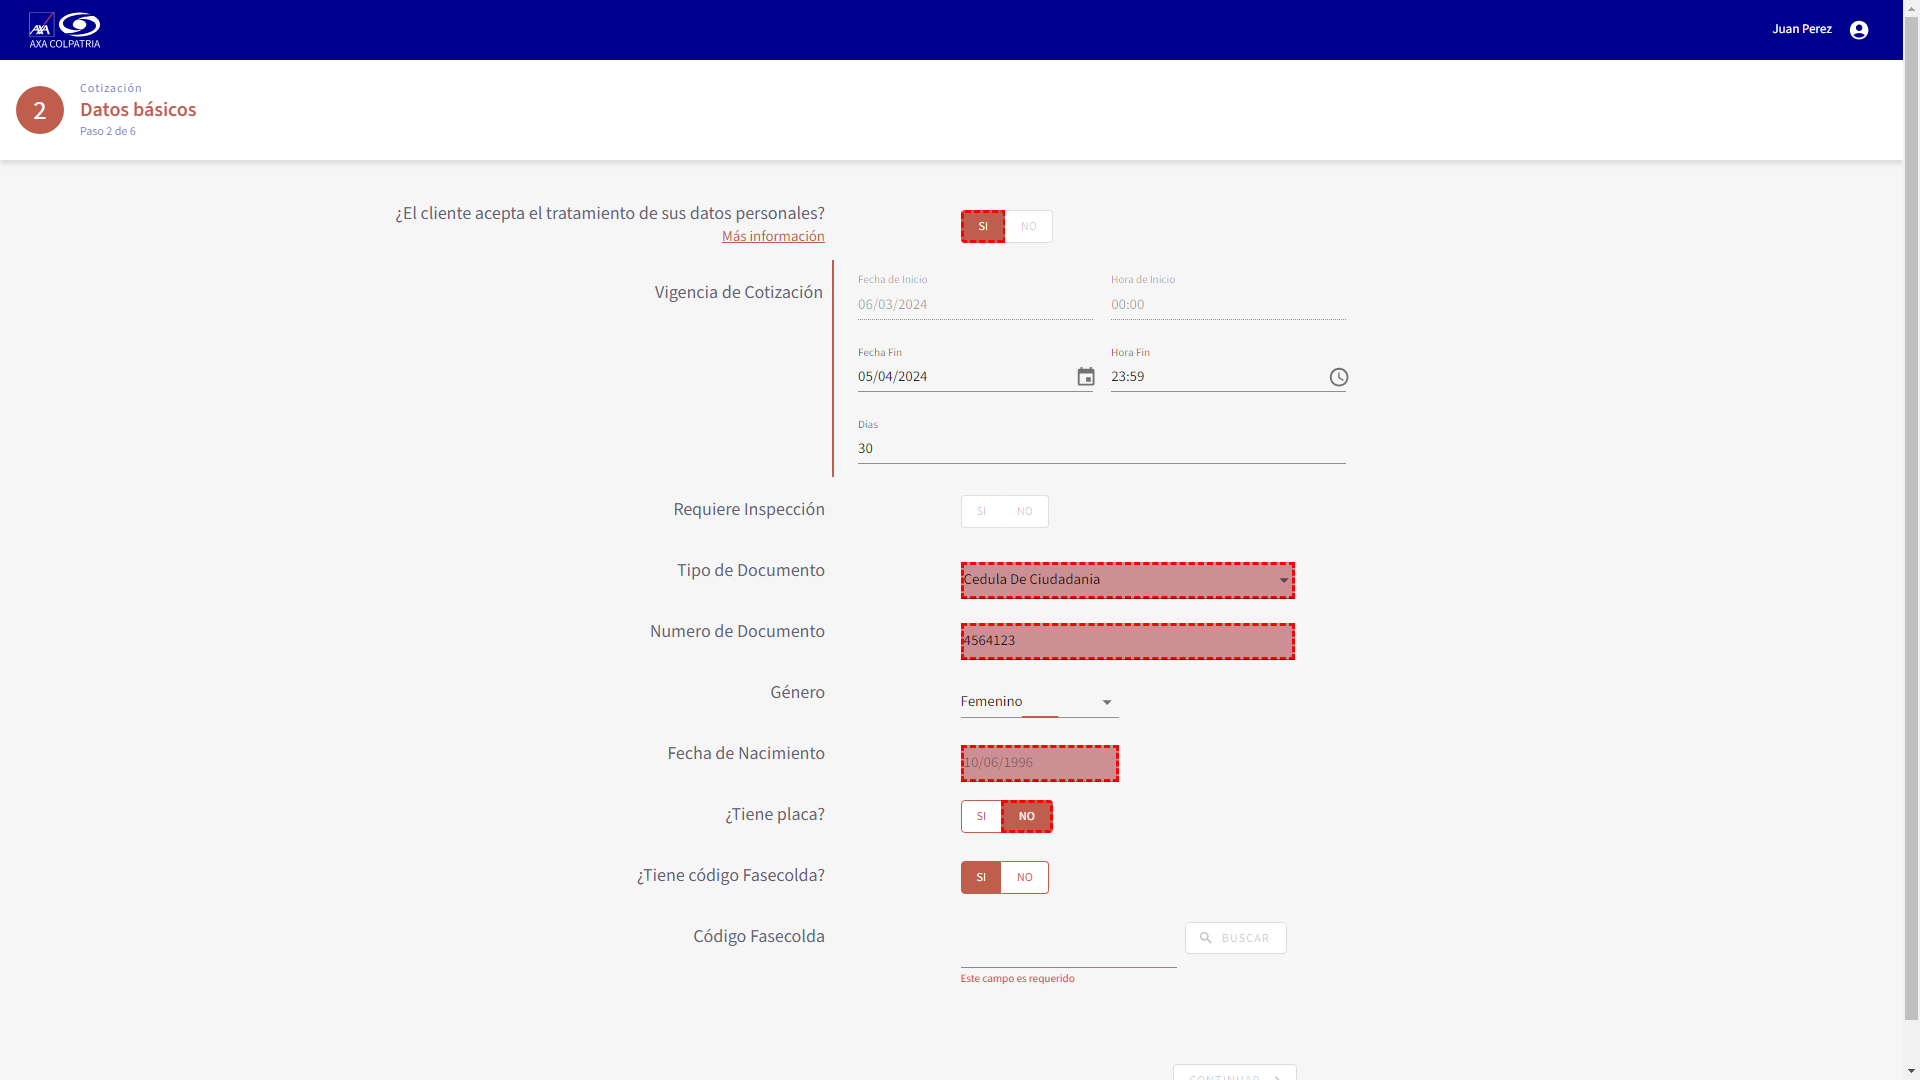 AXA
AXA COLPATRIA
Juan Perez
2
Cotización
Datos básicos
Paso 2 de 6
¿El cliente acepta el tratamiento de sus datos personales?
Más información
SI
NO
Vigencia de Cotización
Fecha de Inicio
06/03/2024
Hora de Inicio
00:00
Fecha Fin
05/04/2024
Hora Fin
23:59
Días
30
Requiere Inspección
SI
NO
Tipo de Documento
Cedula De Ciudadania
Numero de Documento
4564123
Género
Femenino
Fecha de Nacimiento
10/06/1996
¿Tiene placa?
SI
NO
¿Tiene código Fasecolda?
SI
NO
Código Fasecolda
BUSCAR
Este campo es requerido
CONTINUAR